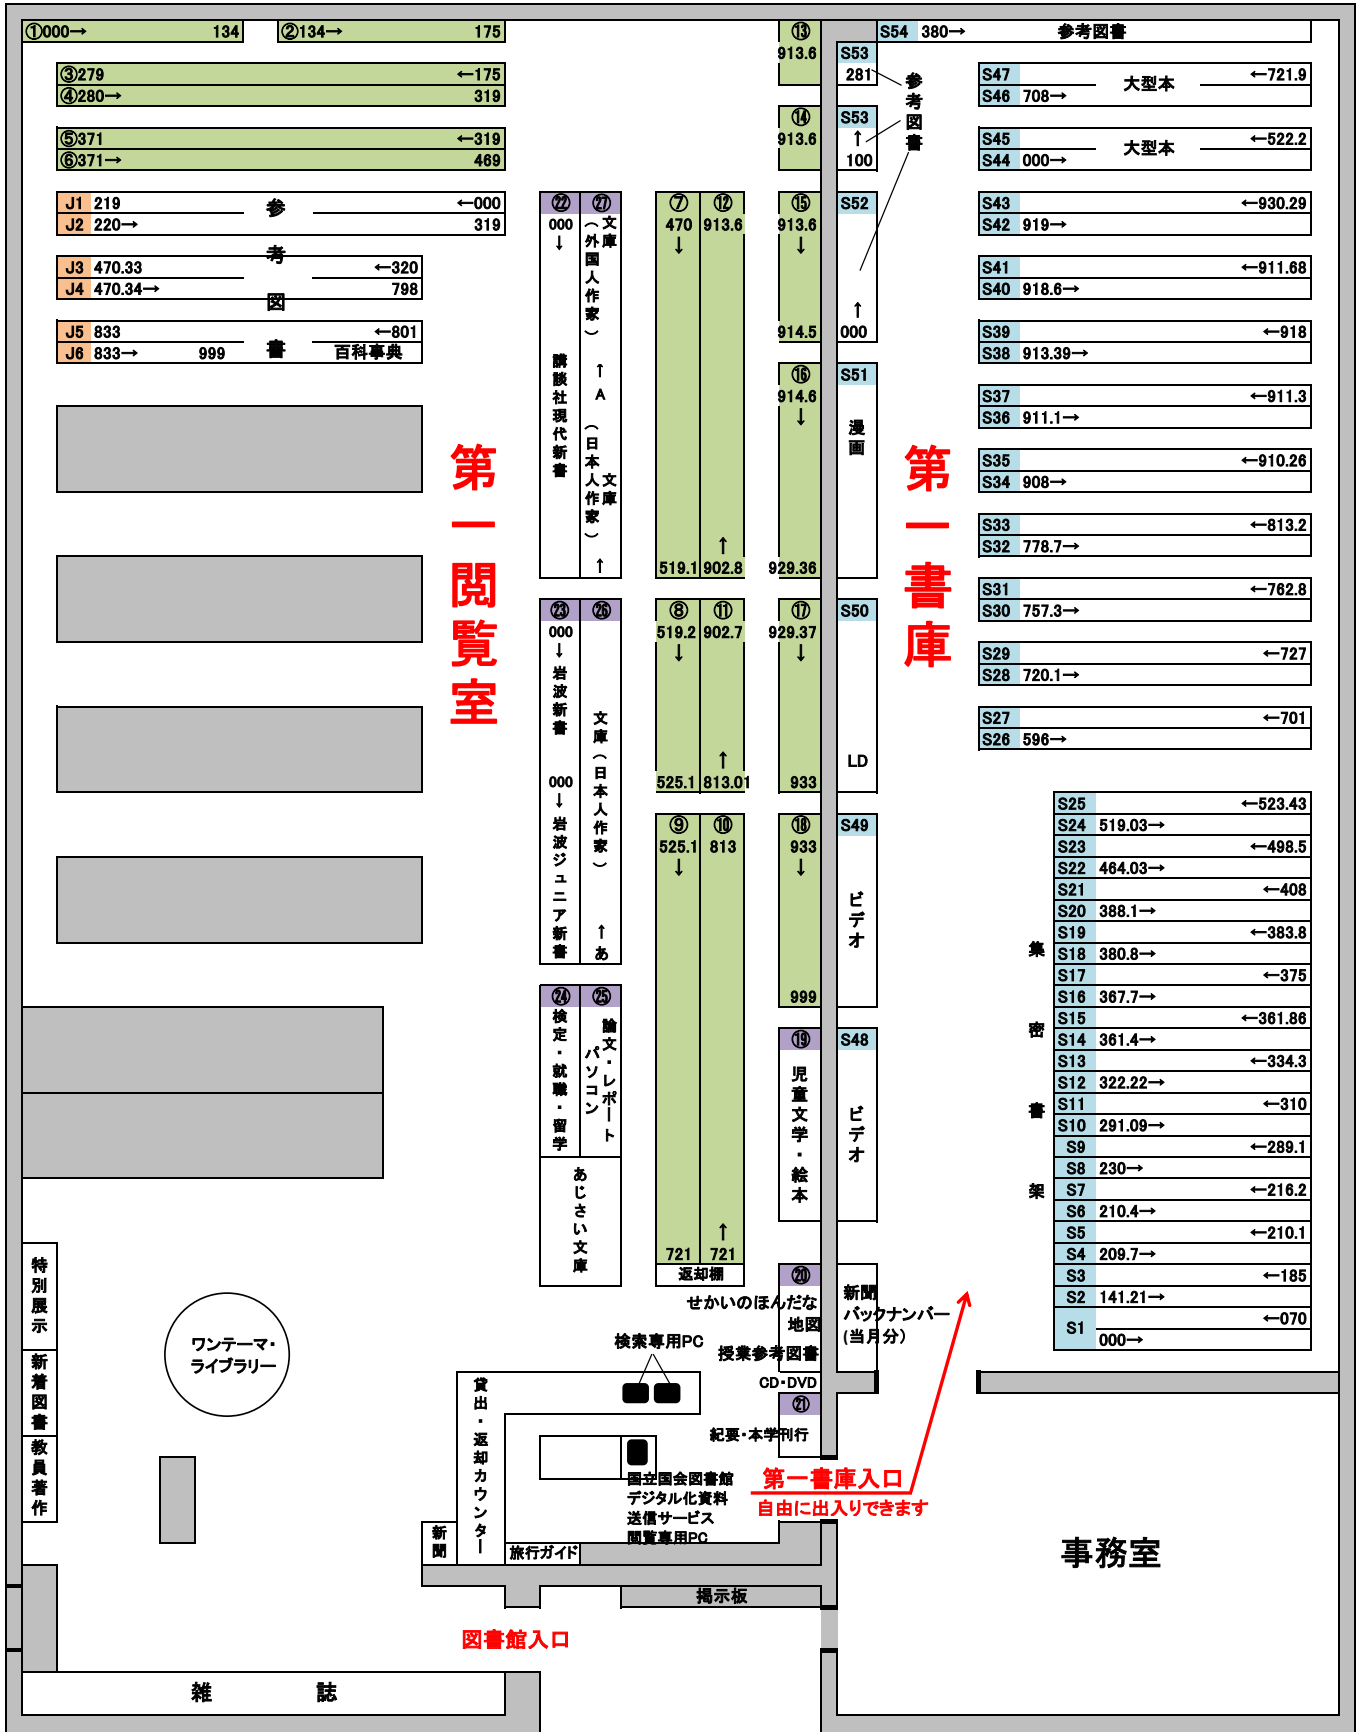 ①000→ 134
②134→ 175
③279 ←175
④280→ 319
⑤371 ←319
⑥371→ 469
J1 219 ←000
J2 220→ 319
J3 470.33 ←320
J4 470.34→ 798
J5 833 ←801
J6 833→ 999 百科事典
参考図書
第一閲覧室
㉒
000
↓
講談社現代新書
㉗
文庫
(外国人作家)
↑
A
文庫
(日本人作家)
↑
㉓
000
↓
岩波新書
000
↓
岩波ジュニア新書
㉖
文庫(日本人作家)
↑
あ
㉔
検定・就職・留学
㉕
論文・レポート
パソコン
あじさい文庫
⑦
470
↓
519.1
⑫
913.6
↑
902.8
⑧
519.2
↓
525.1
⑪
902.7
↑
813.01
⑨
525.1
↓
721
⑩
813
↑
721
返却棚
⑬
913.6
⑭
913.6
⑮
913.6
↓
914.5
⑯
914.6
↓
929.36
⑰
929.37
↓
933
⑱
933
↓
999
⑲
児童文学・絵本
⑳
せかいのほんだな
地図
授業参考図書
CD・DVD
㉑
紀要・本学刊行
S54 380→ 参考図書
S53
281
S53
↑
100
参考図書
S52
↑
000
S51
漫画
S50
LD
S49
ビデオ
S48
ビデオ
新聞
バックナンバー
(当月分)
第一書庫
S47 ←721.9
大型本
S46 708→
S45 ←522.2
大型本
S44 000→
S43 ←930.29
S42 919→
S41 ←911.68
S40 918.6→
S39 ←918
S38 913.39→
S37 ←911.3
S36 911.1→
S35 ←910.26
S34 908→
S33 ←813.2
S32 778.7→
S31 ←762.8
S30 757.3→
S29 ←727
S28 720.1→
S27 ←701
S26 596→
集密書架
S25 ←523.43
S24 519.03→
S23 ←498.5
S22 464.03→
S21 ←408
S20 388.1→
S19 ←383.8
S18 380.8→
S17 ←375
S16 367.7→
S15 ←361.86
S14 361.4→
S13 ←334.3
S12 322.22→
S11 ←310
S10 291.09→
S9 ←289.1
S8 230→
S7 ←216.2
S6 210.4→
S5 ←210.1
S4 209.7→
S3 ←185
S2 141.21→
S1 ←070
000→
特別展示
新着図書
教員著作
ワンテーマ・
ライブラリー
検索専用PC
貸出・返却カウンター
国立国会図書館
デジタル化資料
送信サービス
閲覧専用PC
新聞
旅行ガイド
掲示板
第一書庫入口
自由に出入りできます
事務室
図書館入口
雑誌